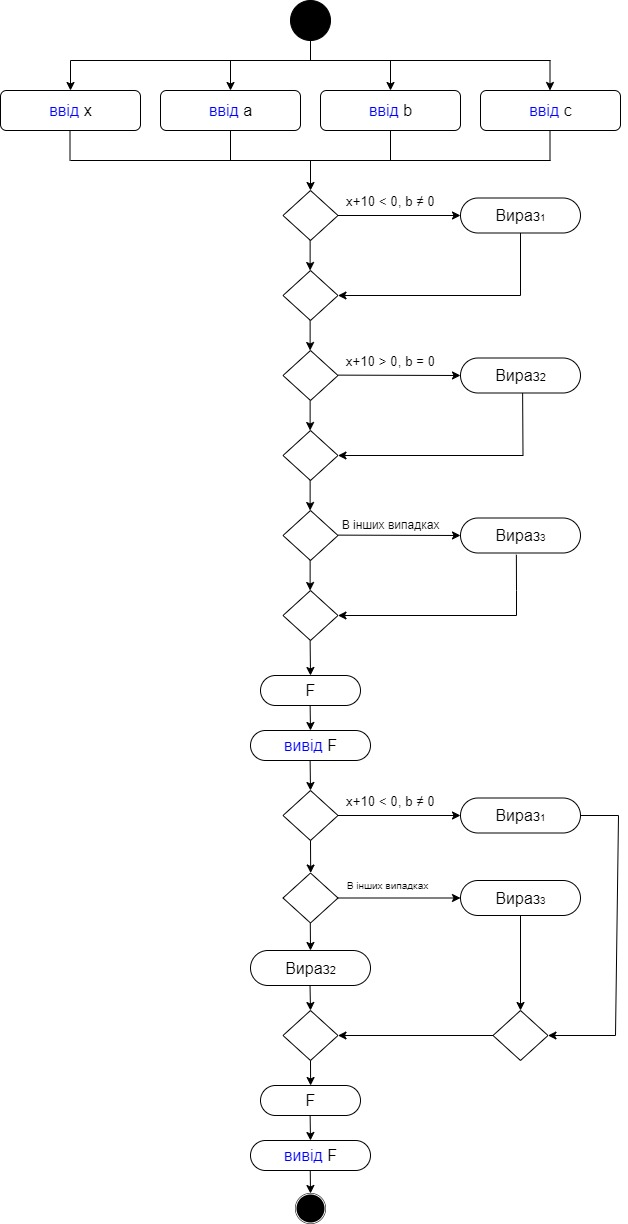 ввід x
ввід a
ввід b
ввід c
x+10 < 0, b ≠ 0
Вираз₁
x+10 > 0, b = 0
Вираз₂
В інших випадках
Вираз₃
F
вивід F
x+10 < 0, b ≠ 0
Вираз₁
В інших випадках
Вираз₃
Вираз₂
F
вивід F